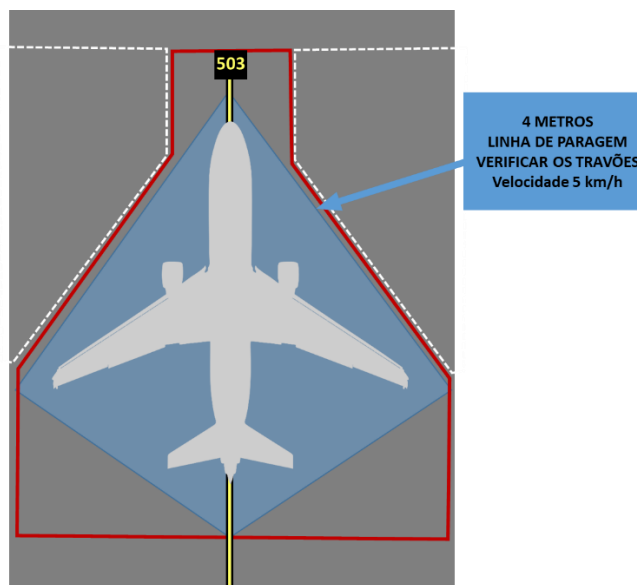 503
4 METROS
LINHA DE PARAGEM
VERIFICAR OS TRAVÕES
Velocidade 5 km/h